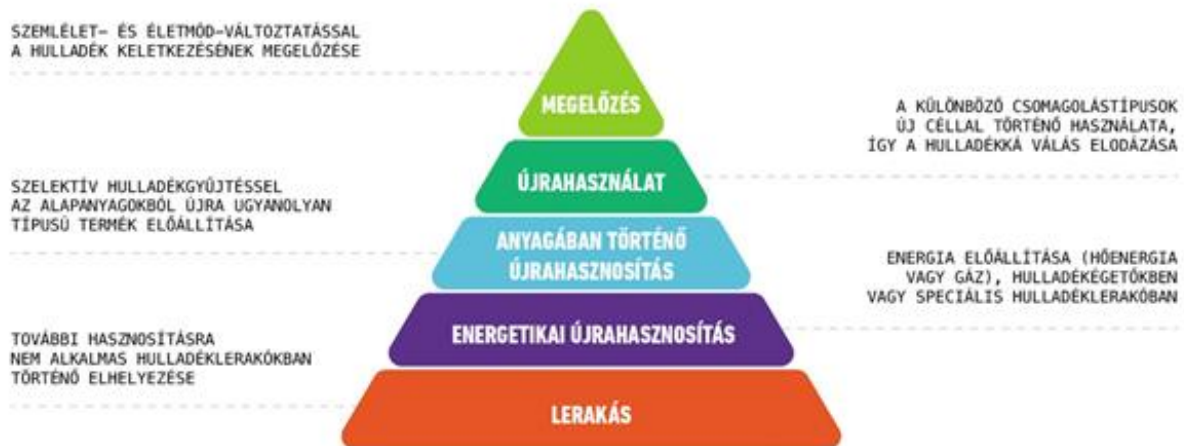 SZEMLÉLET- ÉS ÉLETMÓD-VÁLTOZTATÁSSAL
A HULLADÉK KELETKEZÉSÉNEK MEGELŐZÉSE
MEGELŐZÉS
A KÜLÖNBÖZŐ CSOMAGOLÁSTÍPUSOK
ÚJ CÉLLAL TÖRTÉNŐ HASZNÁLATA,
ÍGY A HULLADÉKKÁ VÁLÁS ELODÁZÁSA
ÚJRAHASZNÁLAT
SZELEKTÍV HULLADÉKGYŰJTÉSSEL
AZ ALAPANYAGOKBÓL ÚJRA UGYANOLYAN
TÍPUSÚ TERMÉK ELŐÁLLÍTÁSA
ANYAGÁBAN TÖRTÉNŐ
ÚJRAHASZNOSÍTÁS
ENERGIA ELŐÁLLÍTÁSA (HŐENERGIA
VAGY GÁZ), HULLADÉKÉGETŐKBEN
VAGY SPECIÁLIS HULLADÉKLERAKÓBAN
ENERGETIKAI ÚJRAHASZNOSÍTÁS
TOVÁBBI HASZNOSÍTÁSRA
NEM ALKALMAS HULLADÉKLERAKÓKBAN
TÖRTÉNŐ ELHELYEZÉSE
LERAKÁS